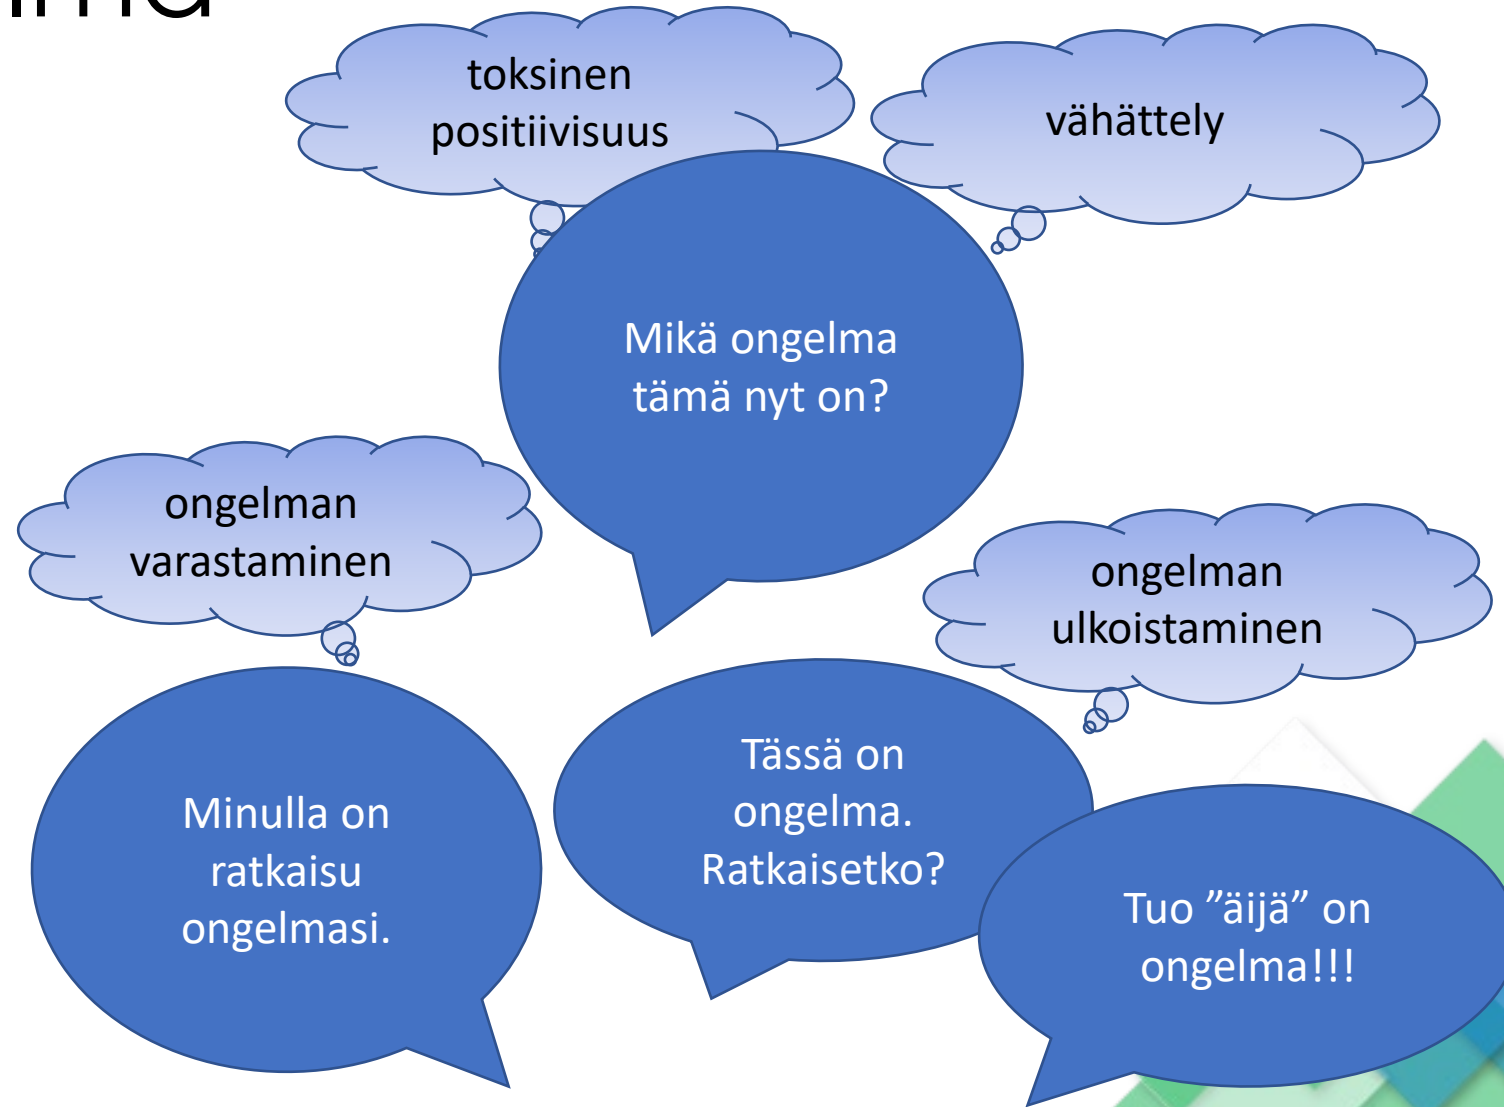 toksinen
positiivisuus
vähättely
Mikä ongelma
tämä nyt on?
ongelman
varastaminen
ongelman
ulkoistaminen
Minulla on
ratkaisu
ongelmasi.
Tässä on
ongelma.
Ratkaisetko?
Tuo ”äijä” on
ongelma!!!